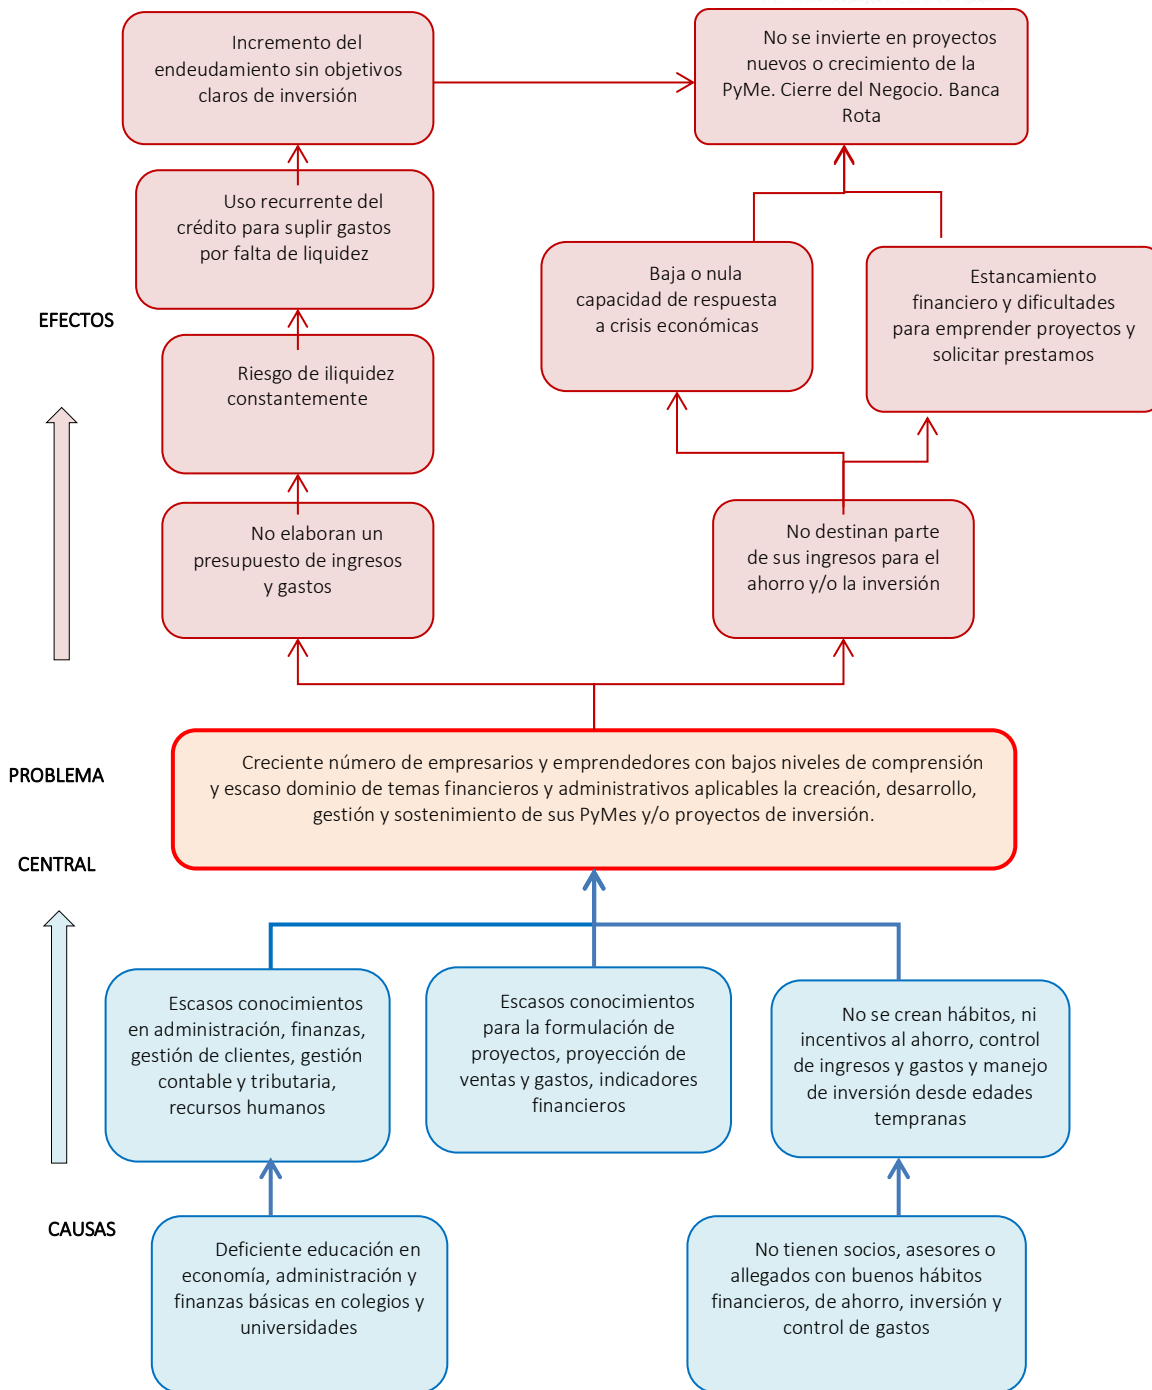 Incremento del
endeudamiento sin objetivos
claros de inversión
No se invierte en proyectos
nuevos o crecimiento de la
PyMe. Cierre del Negocio. Banca
Rota
Uso recurrente del
crédito para suplir gastos
por falta de liquidez
Baja o nula
capacidad de respuesta
a crisis económicas
Estancamiento
financiero y dificultades
para emprender proyectos y
solicitar prestamos
EFECTOS
Riesgo de iliquidez
constantemente
No elaboran un
presupuesto de ingresos
y gastos
No destinan parte
de sus ingresos para el
ahorro y/o la inversión
PROBLEMA
CENTRAL
Creciente número de empresarios y emprendedores con bajos niveles de comprensión
y escaso dominio de temas financieros y administrativos aplicables la creación, desarrollo,
gestión y sostenimiento de sus PyMes y/o proyectos de inversión.
Escasos conocimientos
en administración, finanzas,
gestión de clientes, gestión
contable y tributaria,
recursos humanos
Escasos conocimientos
para la formulación de
proyectos, proyección de
ventas y gastos, indicadores
financieros
No se crean hábitos, ni
incentivos al ahorro, control
de ingresos y gastos y manejo
de inversión desde edades
tempranas
CAUSAS
Deficiente educación en
economía, administración y
finanzas básicas en colegios y
universidades
No tienen socios, asesores o
allegados con buenos hábitos
financieros, de ahorro, inversión y
control de gastos